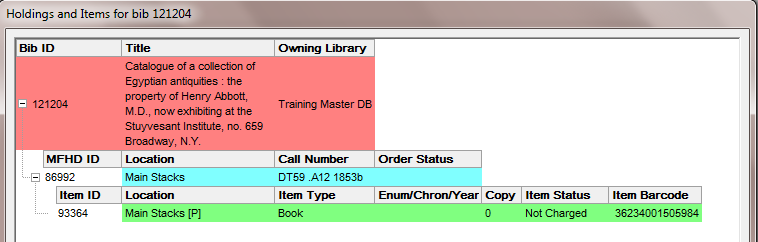 Holdings and Items for bib 121204
Bib ID Title Owning Library
Catalogue of a collection of
Egyptian antiquities : the
property of Henry Abbott,
121204 M.D., now exhibiting at the Training Master DB
Stuyvesant Institute, no. 659
Broadway, N.Y.
MFHD ID Location Call Number Order Status
86992 Main Stacks DT59 .A12 1853b
Item ID Location Item Type Enum/Chron/Year Copy Item Status Item Barcode
93364 Main Stacks [P] Book 0 Not Charged 36234001505984